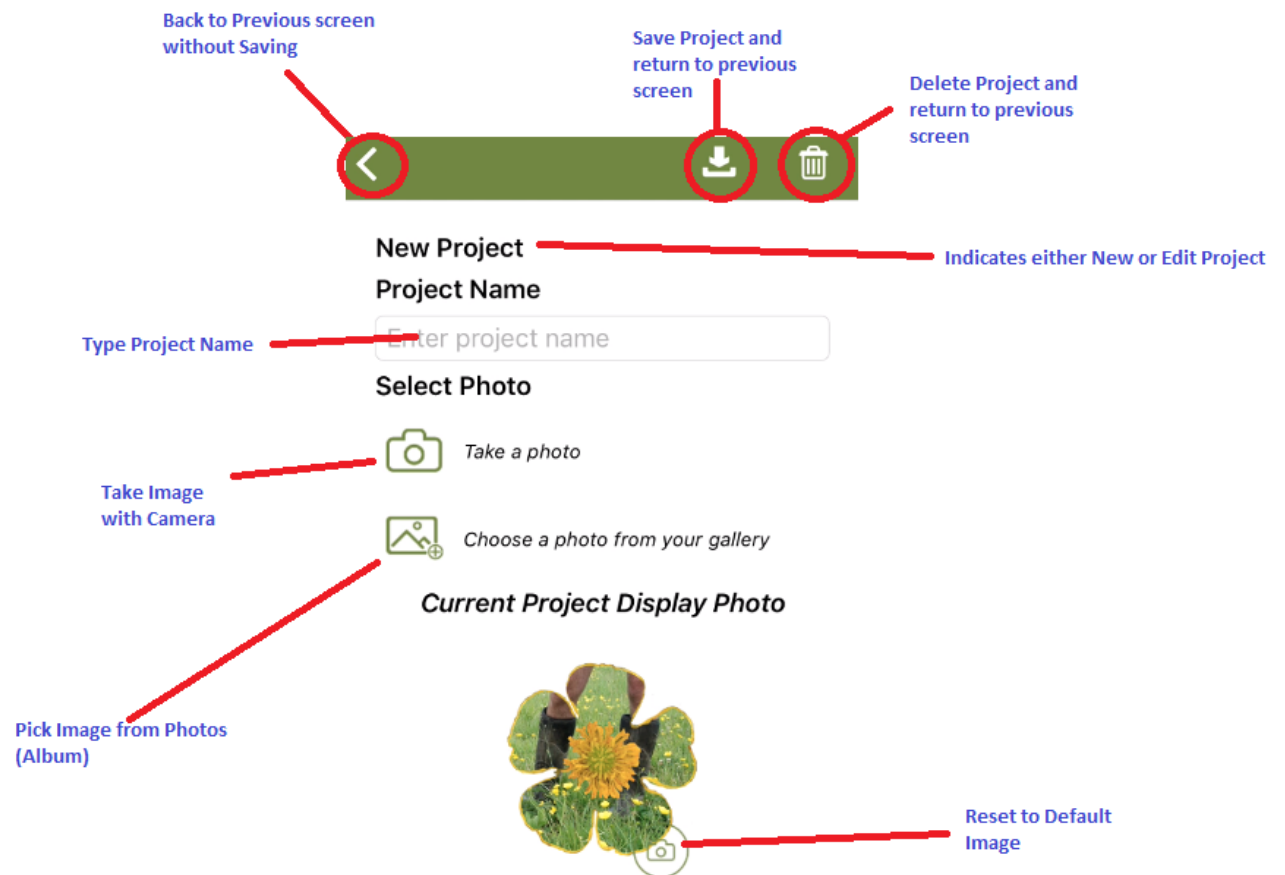 Back to Previous screen
without Saving
Save Project and
return to previous
screen
Delete Project and
return to previous
screen
New Project
Indicates either New or Edit Project
Project Name
Type Project Name
Enter project name
Select Photo
Take a photo
Take Image
with Camera
Choose a photo from your gallery
Current Project Display Photo
Pick Image from Photos
(Album)
Reset to Default
Image